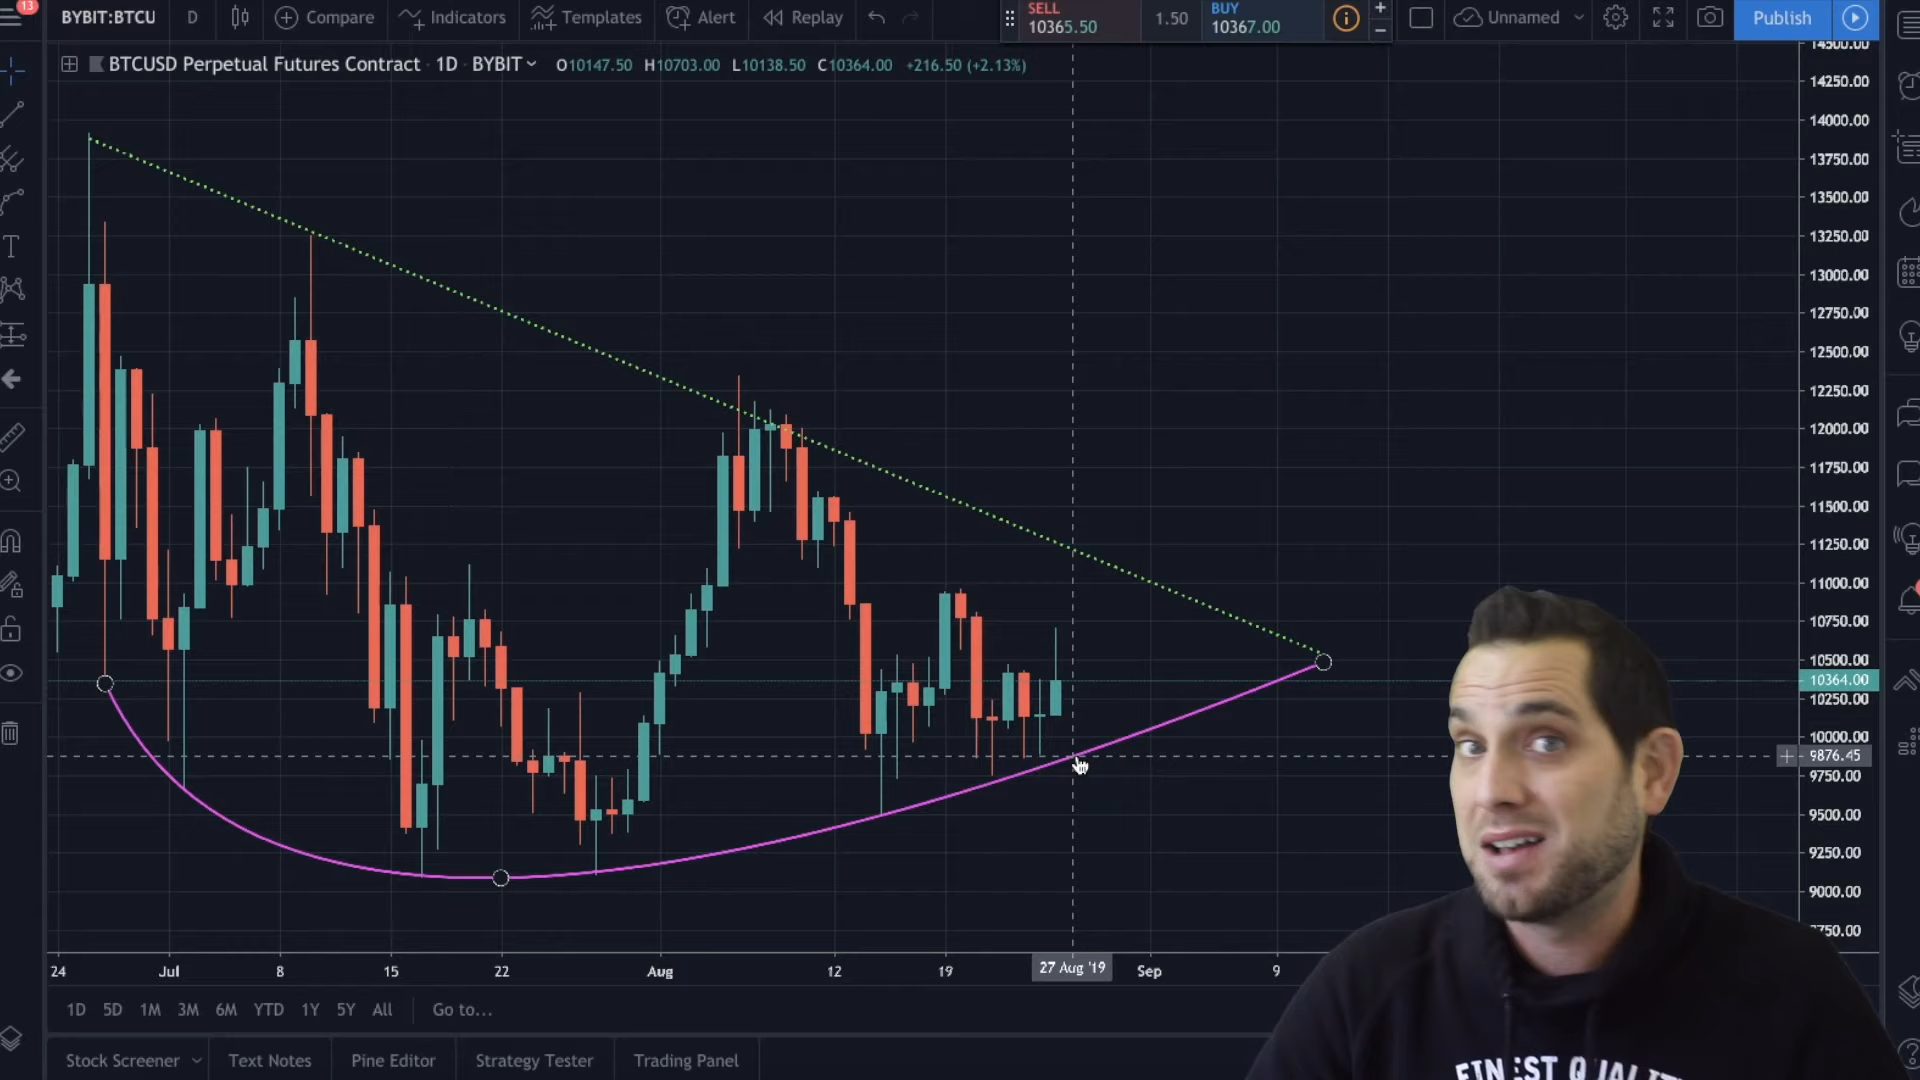 13
BYBIT:BTCU D Compare Indicators Templates Alert Replay
SELL
10365.50
1.50
BUY
10367.00
Unnamed
Publish
BTCUSD Perpetual Futures Contract · 1D · BYBIT O10147.50 H10703.00 L10138.50 C10364.00 +216.50 (+2.13%)
14500.00
14250.00
14000.00
13750.00
13500.00
13250.00
13000.00
12750.00
12500.00
12250.00
12000.00
11750.00
11500.00
11250.00
11000.00
10750.00
10500.00
10364.00
10250.00
10000.00
9876.45
9750.00
9500.00
9250.00
9000.00
24 Jul 8 15 22 Aug 12 19 27 Aug '19 Sep 9
1D 5D 1M 3M 6M YTD 1Y 5Y All Go to...
Stock Screener Text Notes Pine Editor Strategy Tester Trading Panel
FINEST QUALIT